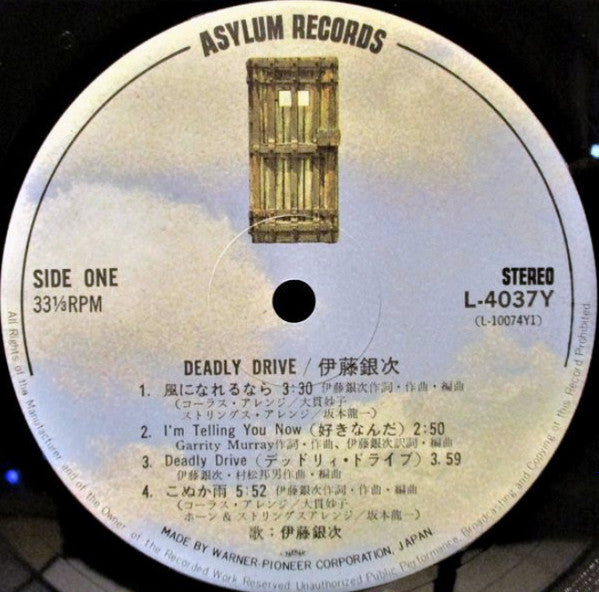 ASYLUM RECORDS
SIDE ONE
33⅓RPM
STEREO
L-4037Y
(L-10074Y1)
DEADLY DRIVE / 伊藤銀次
1. 風になれるなら 3:30 伊藤銀次作詞・作曲・編曲
(コーラス・アレンジ/大貫妙子
ストリングス・アレンジ/坂本龍一)
2. I'm Telling You Now (好きなんだ) 2:50
Garrity Murray作詞・作曲、伊藤銀次訳詞・編曲
3. Deadly Drive (デッドリィ・ドライブ) 3.59
伊藤銀次・村松邦男作曲・編曲
4. こぬか雨 5:52 伊藤銀次作詞・作曲・編曲
(コーラス・アレンジ/大貫妙子
ホーン&ストリングスアレンジ/坂本龍一)
歌:伊藤銀次
MADE BY WARNER-PIONEER CORPORATION, JAPAN.
All Rights of the Manufacturer and of the Owner of the Recorded Work Reserved Unauthorized Public Performance, Broadcasting and Copying of this Record Prohibited.